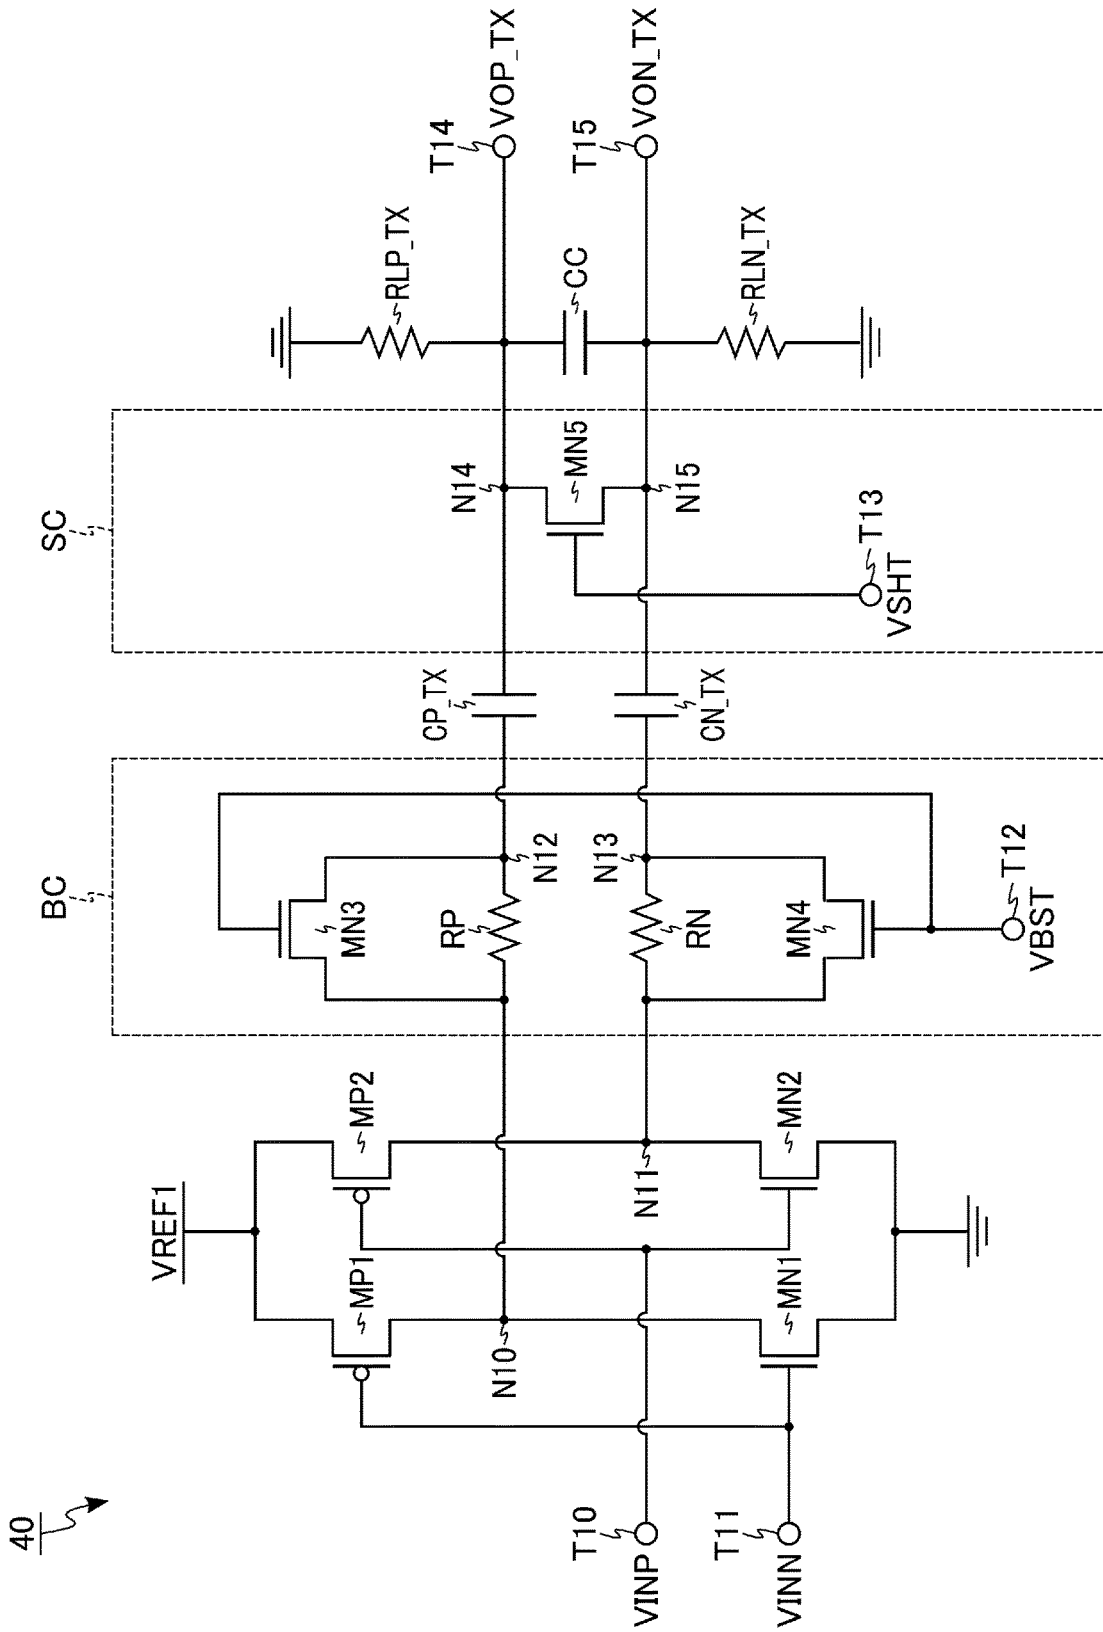 40
BC
SC
VREF1
MP1
MP2
MN3
CP_TX
N14
RLP_TX
T14
VOP_TX
N10
RP
N12
MN5
CC
T10
VINP
N11
RN
N13
CN_TX
N15
T15
VON_TX
T11
VINN
MN1
MN2
MN4
T12
VBST
T13
VSHT
RLN_TX